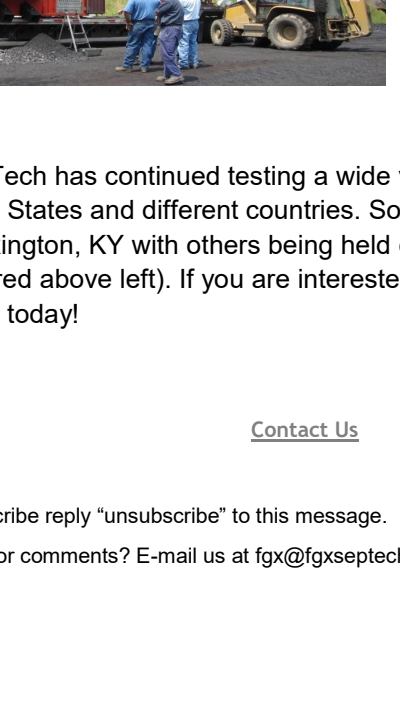 Tech has continued testing a wide
States and different countries. So
ington, KY with others being held
red above left). If you are intereste
today!
Contact Us
cribe reply “unsubscribe” to this message.
or comments? E-mail us at fgx@fgxseptech